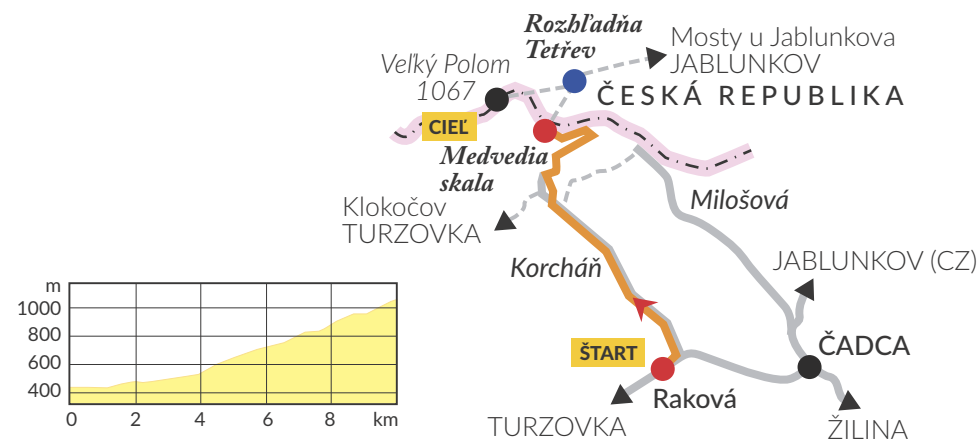 Rozhľadňa
Tetřev
Mosty u Jablunkova
JABLUNKOV
Veľký Polom
1067
ČESKÁ REPUBLIKA
CIEĽ
Medvedia
skala
Klokočov
TURZOVKA
Milošová
Korcháň
JABLUNKOV (CZ)
ŠTART
ČADCA
Raková
TURZOVKA
ŽILINA
m
1000
800
600
400
0 2 4 6 8 km